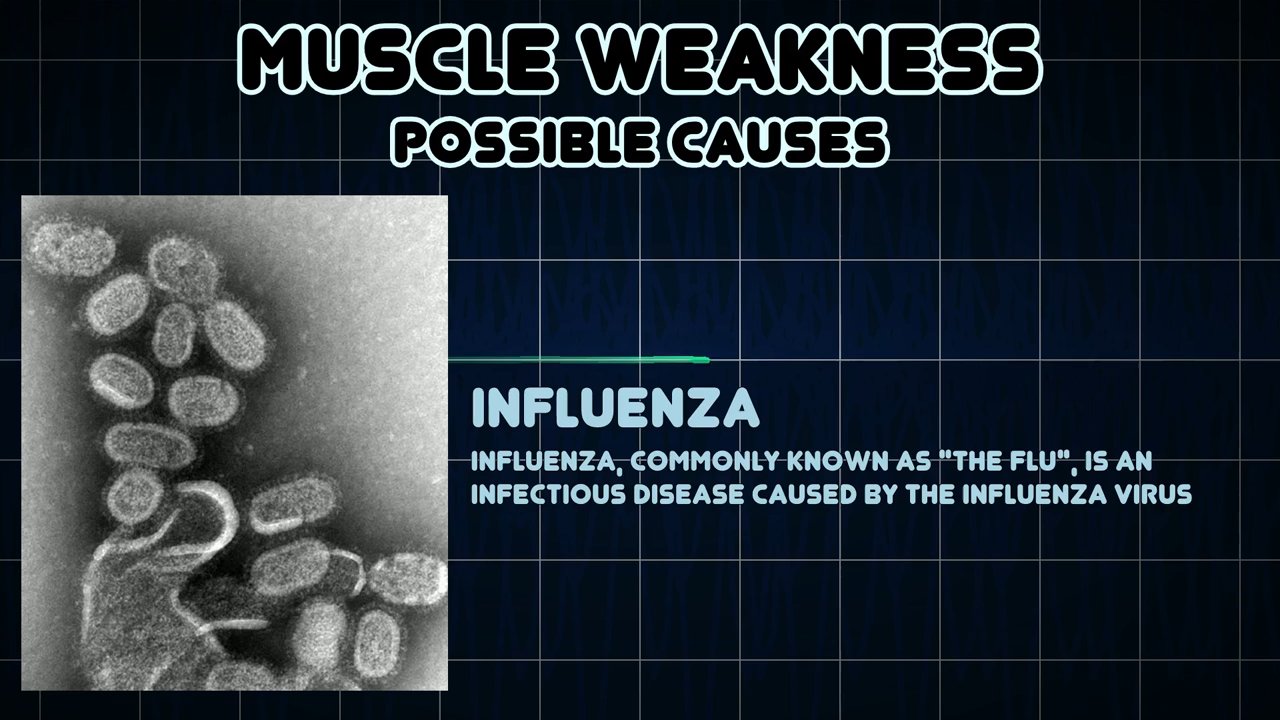 MUSCLE WEAKNESS
POSSIBLE CAUSES
INFLUENZA
INFLUENZA, COMMONLY KNOWN AS "THE FLU", IS AN
INFECTIOUS DISEASE CAUSED BY THE INFLUENZA VIRUS